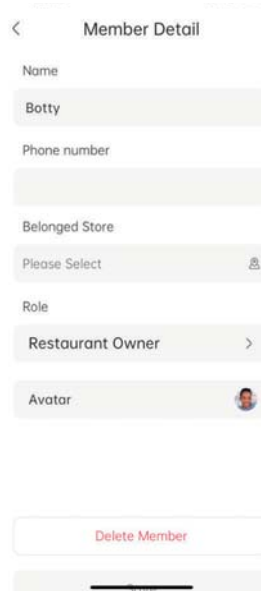 Member Detail
Name
Botty
Phone number
Belonged Store
Please Select
Role
Restaurant Owner
Avatar
Delete Member